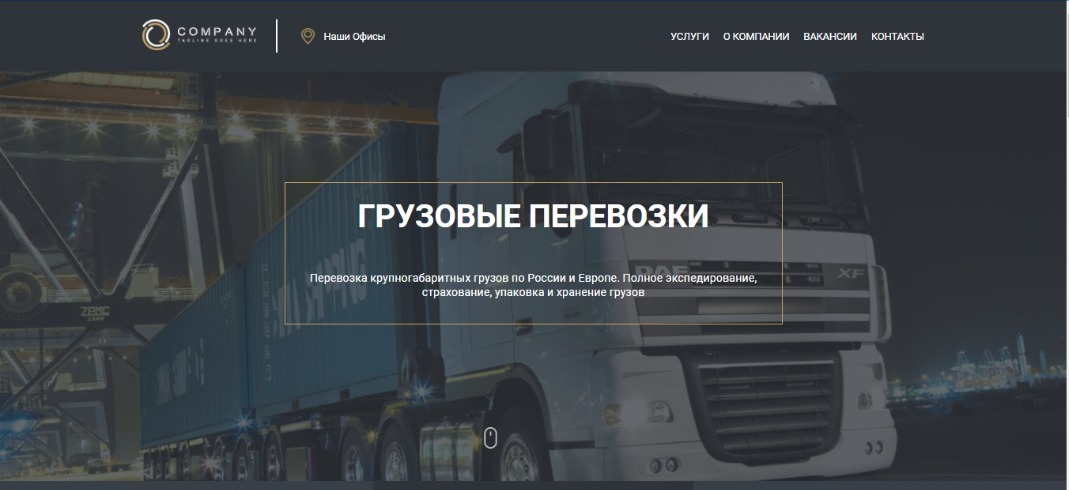 COMPANY
TAGLINE GOES HERE
Наши Офисы
УСЛУГИ О КОМПАНИИ ВАКАНСИИ КОНТАКТЫ
ГРУЗОВЫЕ ПЕРЕВОЗКИ
Перевозка крупногабаритных грузов по России и Европе. Полное экспедирование,
страхование, упаковка и хранение грузов
DAF
XF
ZPMC